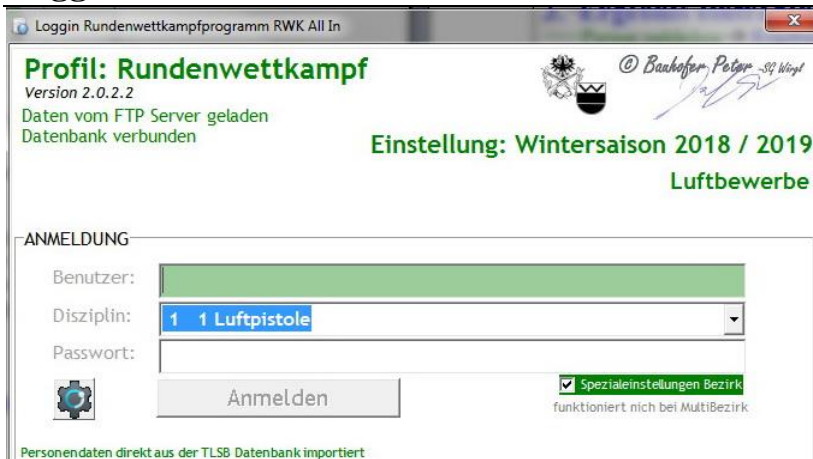 Loggin Rundenwettkampfprogramm RWK All In
Profil: Rundenwettkampf
Version 2.0.2.2
© Bauhofer Peter -SG Wörgl
Daten vom FTP Server geladen
Datenbank verbunden
Einstellung: Wintersaison 2018 / 2019
Luftbewerbe
ANMELDUNG
Benutzer:
Disziplin:
1 1 Luftpistole
Passwort:
Anmelden
Spezialeinstellungen Bezirk
funktioniert nich bei MultiBezirk
Personendaten direkt aus der TLSB Datenbank importiert